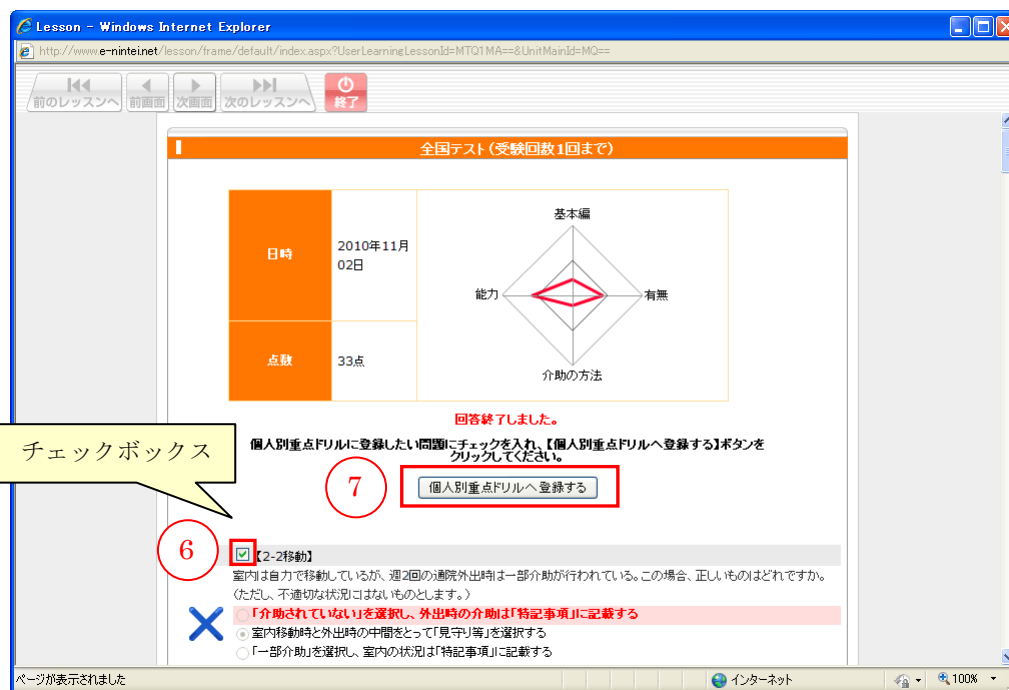 Lesson - Windows Internet Explorer
http://www.e-nintei.net/lesson/frame/default/index.aspx?UserLearningLessonId=MTQ1MA==&UnitMainId=MQ==
前のレッスンへ 前画面 次画面 次のレッスンへ 終了
全国テスト(受験回数1回まで)
日時
2010年11月
02日
点数
33点
基本編
能力
有無
介助の方法
回答終了しました。
個人別重点ドリルに登録したい問題にチェックを入れ、【個人別重点ドリルへ登録する】ボタンを
クリックしてください。
チェックボックス
⑦
個人別重点ドリルへ登録する
⑥
【2-2移動】
室内は自力で移動しているが、週2回の通院外出時は一部介助が行われている。この場合、正しいものはどれですか。
(ただし、不適切な状況にはないものとします。)
「介助されていない」を選択し、外出時の介助は「特記事項」に記載する
室内移動時と外出時の中間をとって「見守り等」を選択する
「一部介助」を選択し、室内の状況は「特記事項」に記載する
ページが表示されました
インターネット
100%